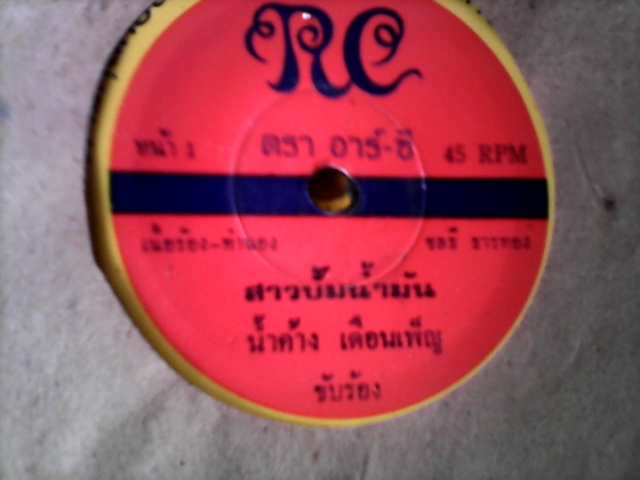 RC
หน้า 1 ตรา อาร์-ซี 45 RPM
เนื้อร้อง-ทำนอง ชลธี ธารทอง
สาวปั๊มน้ำมัน
น้ำค้าง เดือนเพ็ญ
ขับร้อง